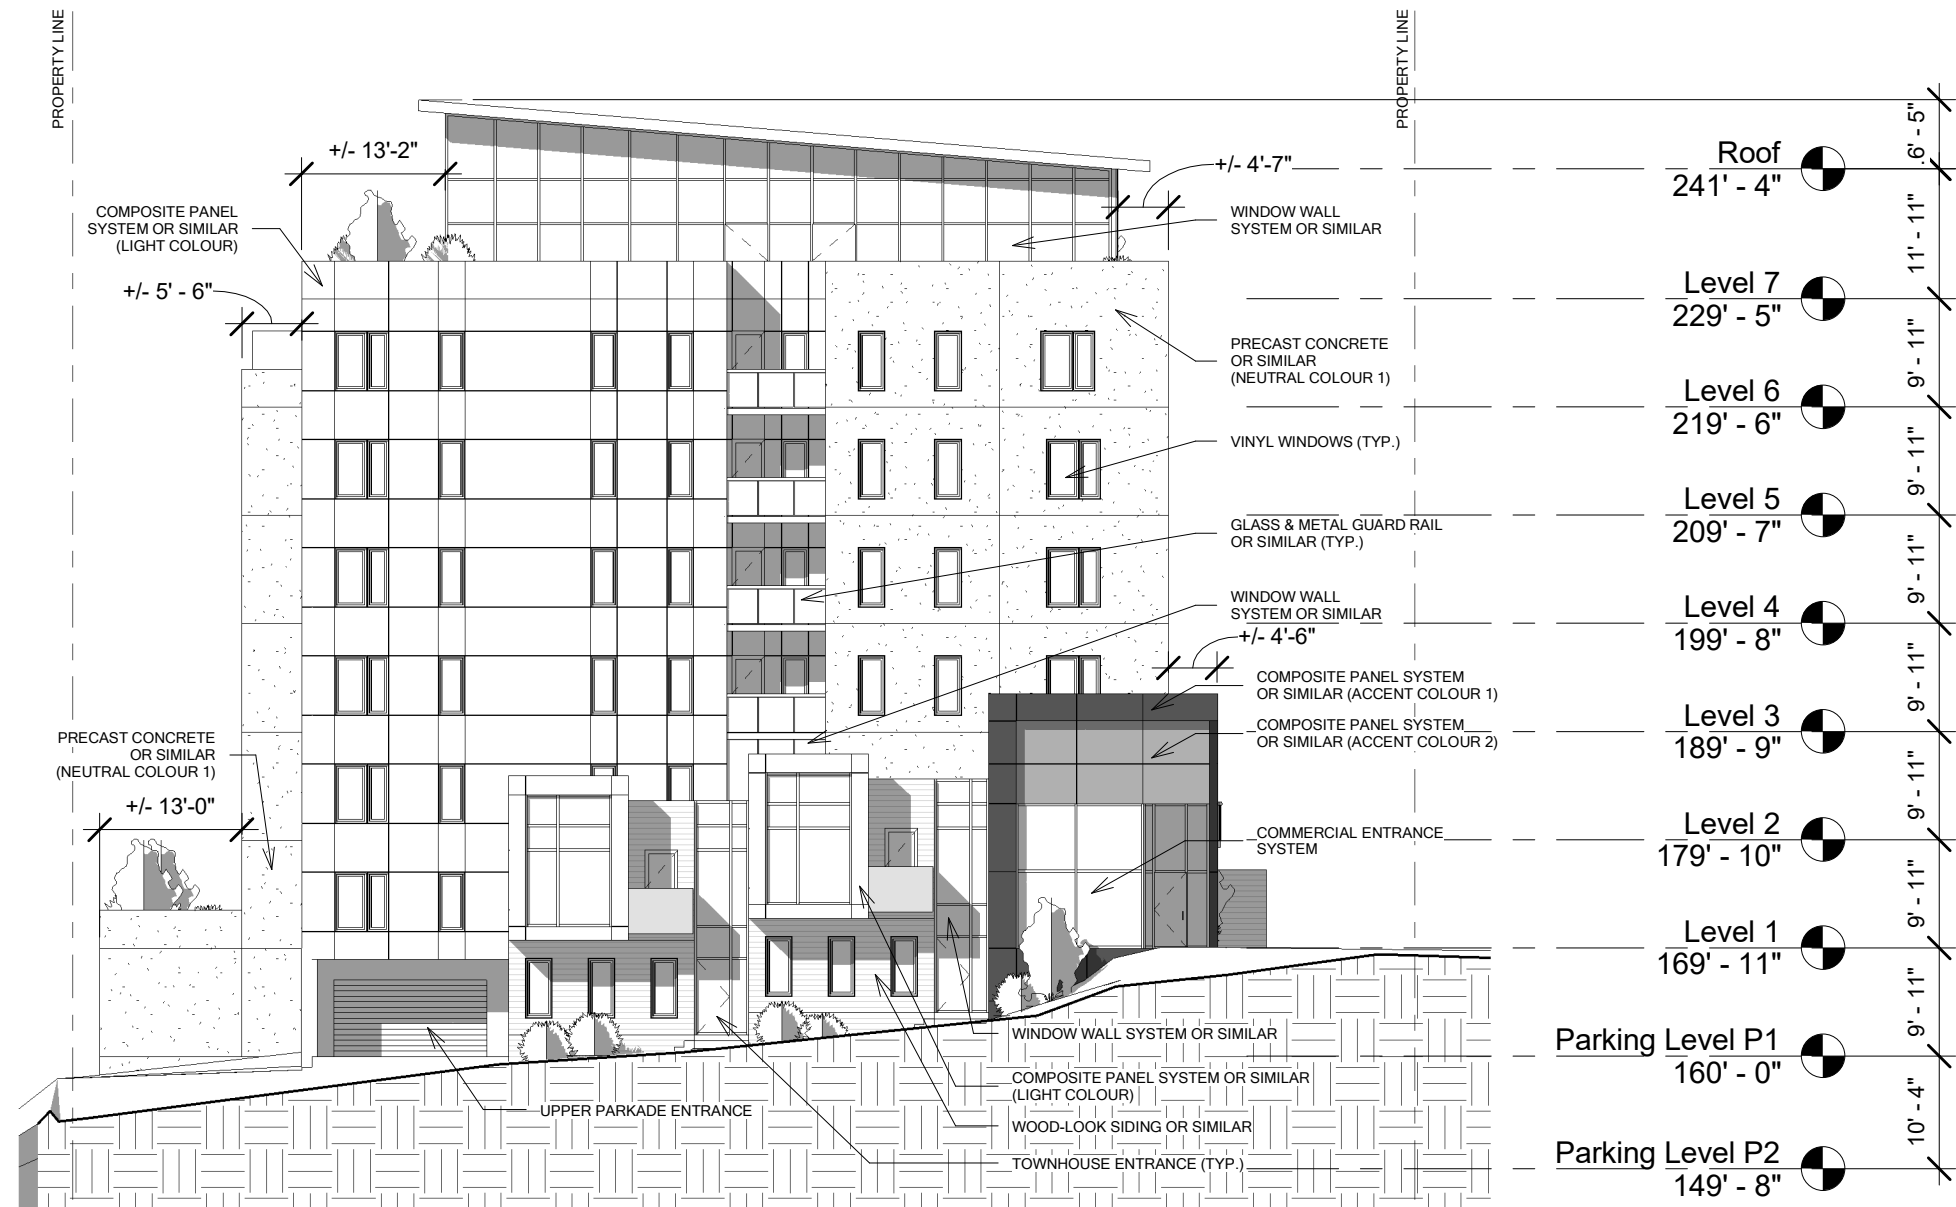 PROPERTY LINE
PROPERTY LINE
+/- 13'-2"
+/- 4'-7"
COMPOSITE PANEL
SYSTEM OR SIMILAR
(LIGHT COLOUR)
+/- 5' - 6"
WINDOW WALL
SYSTEM OR SIMILAR
PRECAST CONCRETE
OR SIMILAR
(NEUTRAL COLOUR 1)
VINYL WINDOWS (TYP.)
GLASS & METAL GUARD RAIL
OR SIMILAR (TYP.)
WINDOW WALL
SYSTEM OR SIMILAR
+/- 4'-6"
COMPOSITE PANEL SYSTEM
OR SIMILAR (ACCENT COLOUR 1)
COMPOSITE PANEL SYSTEM
OR SIMILAR (ACCENT COLOUR 2)
PRECAST CONCRETE
OR SIMILAR
(NEUTRAL COLOUR 1)
+/- 13'-0"
COMMERCIAL ENTRANCE
SYSTEM
WINDOW WALL SYSTEM OR SIMILAR
COMPOSITE PANEL SYSTEM OR SIMILAR
(LIGHT COLOUR)
UPPER PARKADE ENTRANCE
WOOD-LOOK SIDING OR SIMILAR
TOWNHOUSE ENTRANCE (TYP.)
Roof
241' - 4"
Level 7
229' - 5"
Level 6
219' - 6"
Level 5
209' - 7"
Level 4
199' - 8"
Level 3
189' - 9"
Level 2
179' - 10"
Level 1
169' - 11"
Parking Level P1
160' - 0"
Parking Level P2
149' - 8"
6' - 5"
11' - 11"
9' - 11"
9' - 11"
9' - 11"
9' - 11"
9' - 11"
9' - 11"
9' - 11"
10' - 4"